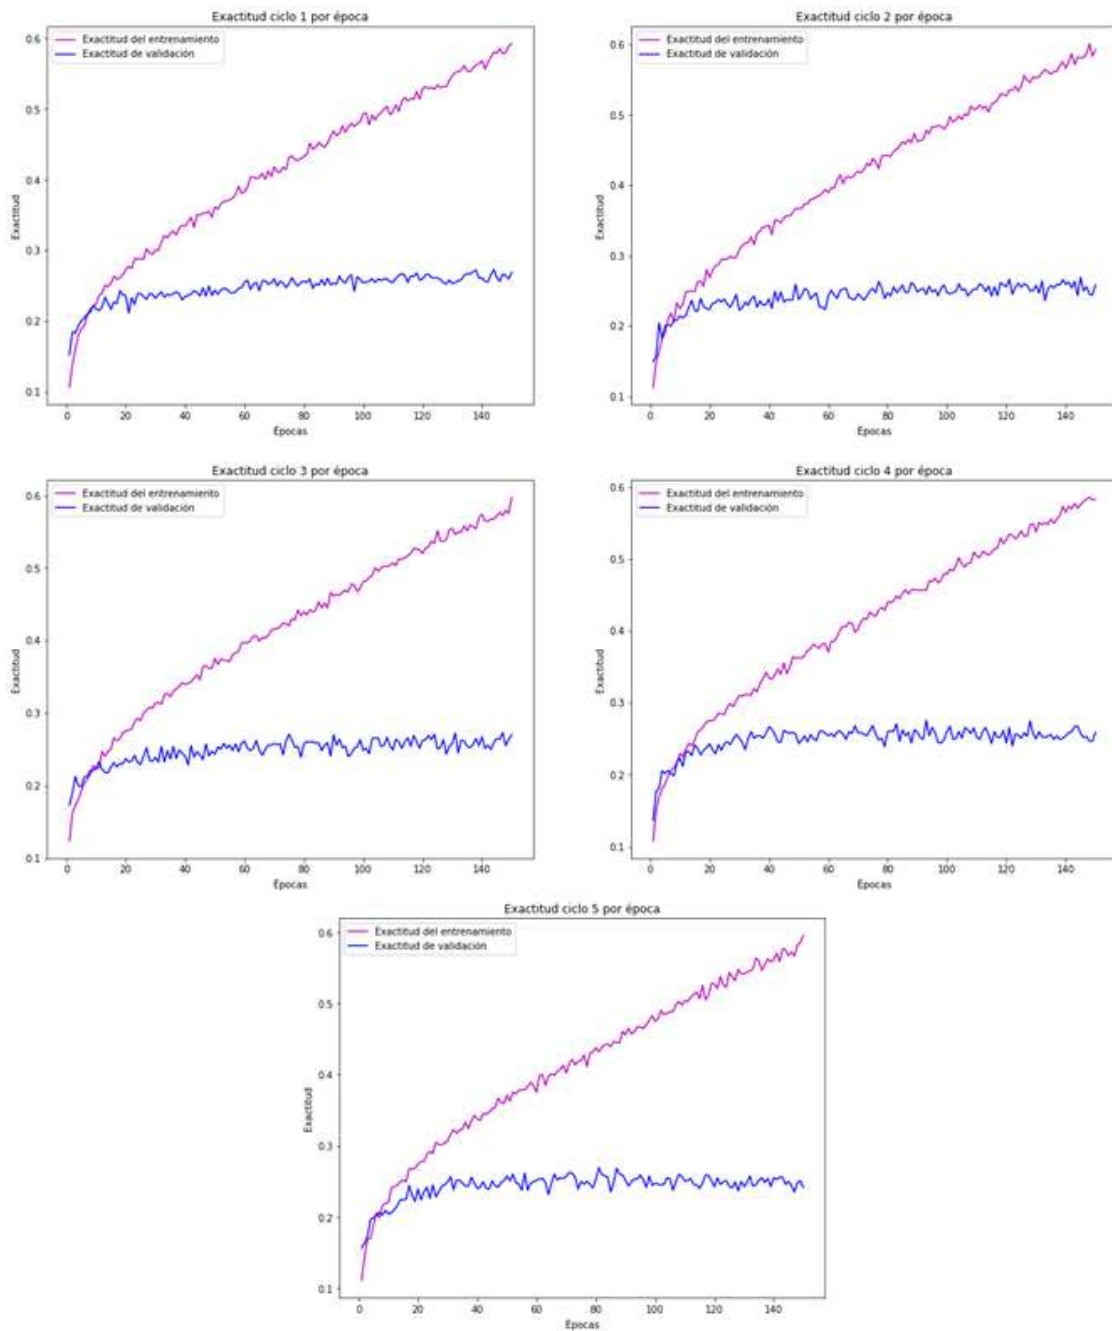 Exactitud ciclo 1 por época
Exactitud del entrenamiento
Exactitud de validación
0.6
0.5
0.4
0.3
0.2
0.1
Exactitud
0 20 40 60 80 100 120 140
Épocas
Exactitud ciclo 2 por época
Exactitud del entrenamiento
Exactitud de validación
0.6
0.5
0.4
0.3
0.2
0.1
Exactitud
0 20 40 60 80 100 120 140
Épocas
Exactitud ciclo 3 por época
Exactitud del entrenamiento
Exactitud de validación
0.6
0.5
0.4
0.3
0.2
0.1
Exactitud
0 20 40 60 80 100 120 140
Épocas
Exactitud ciclo 4 por época
Exactitud del entrenamiento
Exactitud de validación
0.6
0.5
0.4
0.3
0.2
0.1
Exactitud
0 20 40 60 80 100 120 140
Épocas
Exactitud ciclo 5 por época
Exactitud del entrenamiento
Exactitud de validación
0.6
0.5
0.4
0.3
0.2
0.1
Exactitud
0 20 40 60 80 100 120 140
Épocas